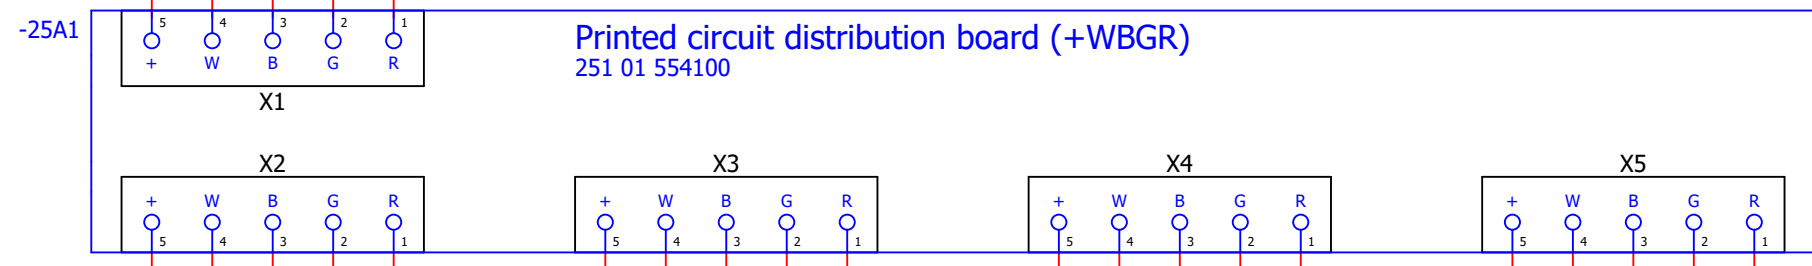 -25A1
5 4 3 2 1
+ W B G R
X1
Printed circuit distribution board (+WBGR)
251 01 554100
X2 X3 X4 X5
+ W B G R + W B G R + W B G R + W B G R
5 4 3 2 1 5 4 3 2 1 5 4 3 2 1 5 4 3 2 1